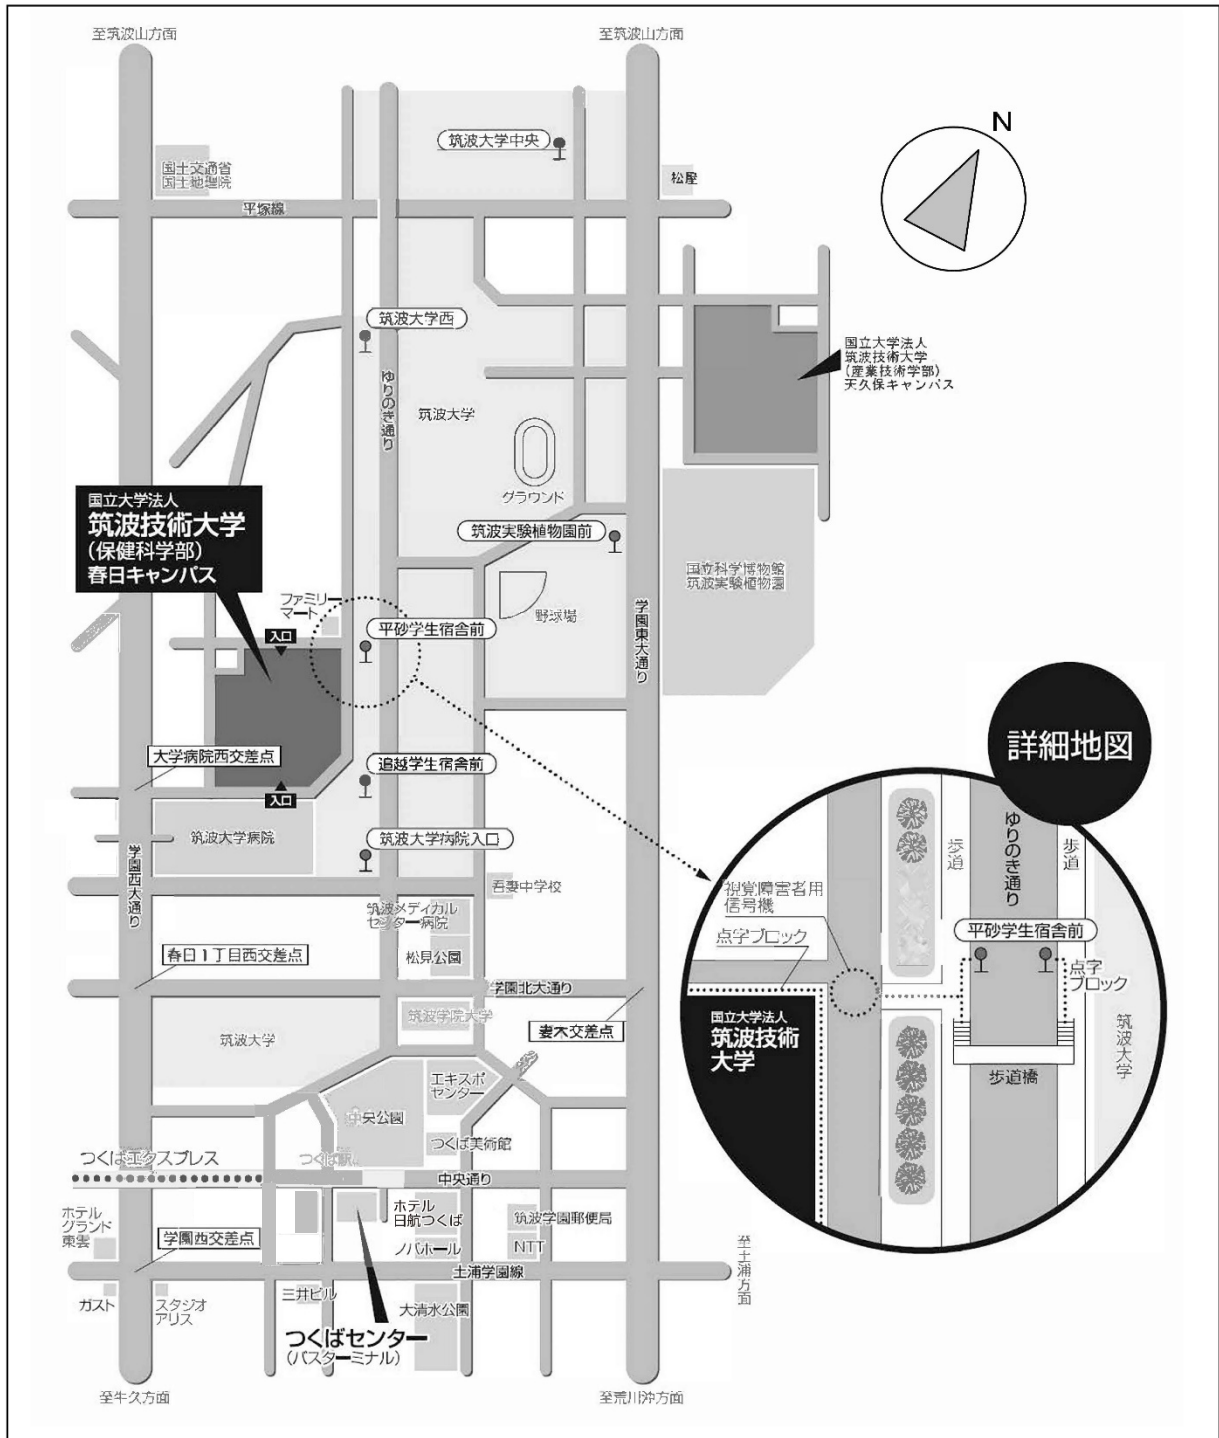 至筑波山方面
至筑波山方面
N
筑波大学中央
国土交通省
国土地理院
松屋
平塚線
筑波大学西
国立大学法人
筑波技術大学
(産業技術学部)
天久保キャンパス
ゆりのき通り
筑波大学
グラウンド
国立大学法人
筑波技術大学
(保健科学部)
春日キャンパス
筑波実験植物園前
国立科学博物館
筑波実験植物園
ファミリー
マート
野球場
学園東大通り
入口
平砂学生宿舎前
大学病院西交差点
追越学生宿舎前
入口
筑波大学病院
筑波大学病院入口
学園西大通り
吾妻中学校
筑波メディカル
センター病院
春日1丁目西交差点
松見公園
学園北大通り
筑波学院大学
筑波大学
妻木交差点
エキスポ
センター
中央公園
つくば美術館
つくばエクスプレス
つくば駅
中央通り
ホテル
グランド
東雲
ホテル
日航つくば
筑波学園郵便局
学園西交差点
ノバホール
NTT
土浦学園線
至土浦方面
ガスト
スタジオ
アリス
三井ビル
大清水公園
つくばセンター
(バスターミナル)
至牛久方面
至荒川沖方面
詳細地図
ゆりのき通り
歩道
歩道
視覚障害者用
信号機
点字ブロック
平砂学生宿舎前
点字
ブロック
国立大学法人
筑波技術
大学
歩道橋
筑波大学